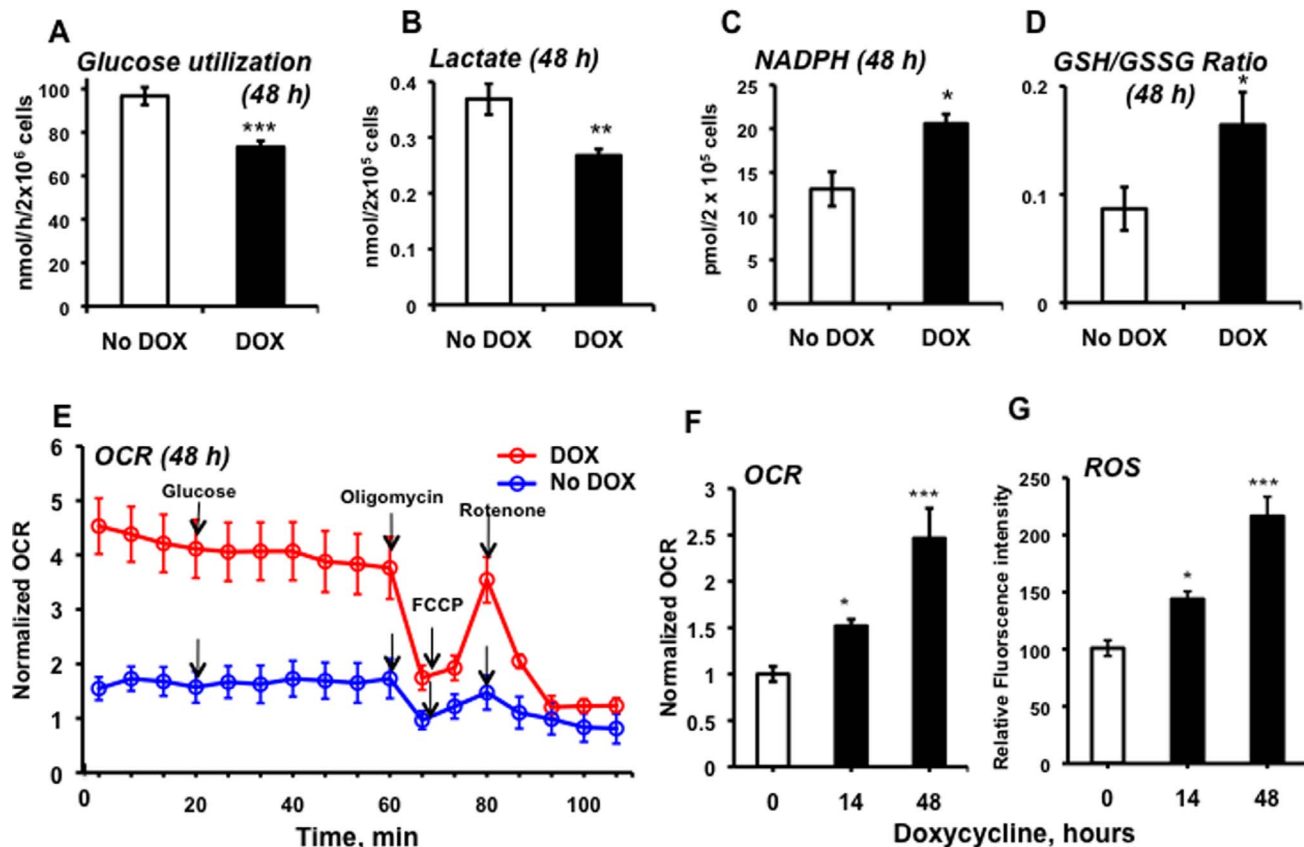 A
Glucose utilization
(48 h)
nmol/h/2x10⁶ cells
100
80
60
40
20
0
***
No DOX
DOX
B
Lactate (48 h)
nmol/2x10⁵ cells
0.4
0.3
0.2
0.1
0
**
No DOX
DOX
C
NADPH (48 h)
pmol/2 x 10⁵ cells
25
20
15
10
5
0
*
No DOX
DOX
D
GSH/GSSG Ratio
(48 h)
0.2
0.1
0
*
No DOX
DOX
E
OCR (48 h)
DOX
No DOX
Glucose
Oligomycin
Rotenone
FCCP
Normalized OCR
6
5
4
3
2
1
0
0 20 40 60 80 100
Time, min
F
OCR
Normalized OCR
3
2.5
2
1.5
1
0.5
0
*
***
0 14 48
G
ROS
Relative Fluorescence intensity
250
200
150
100
50
0
*
***
0 14 48
Doxycycline, hours